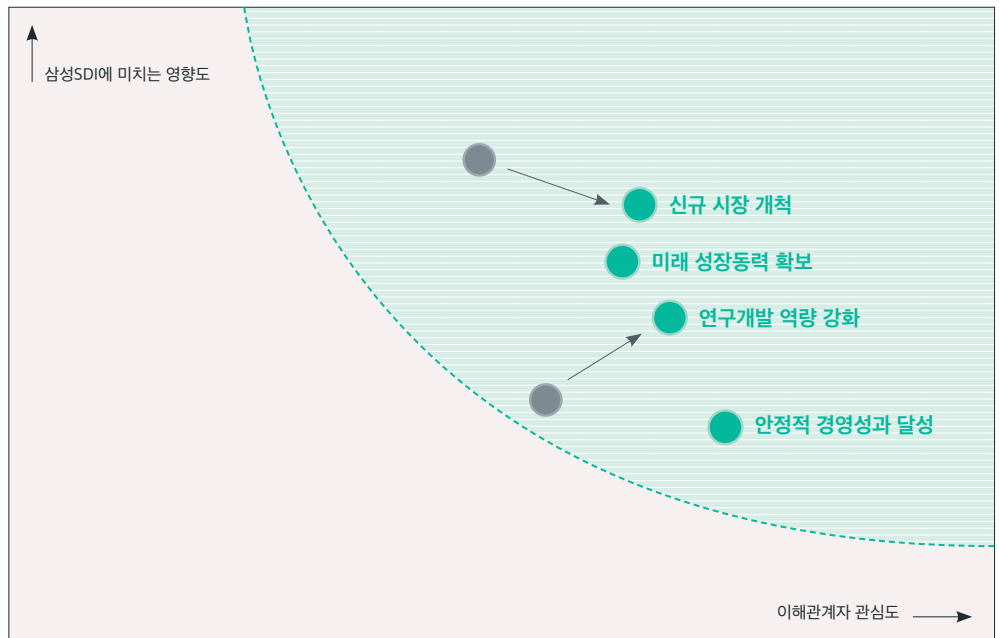 삼성SDI에 미치는 영향도
신규 시장 개척
미래 성장동력 확보
연구개발 역량 강화
안정적 경영성과 달성
이해관계자 관심도